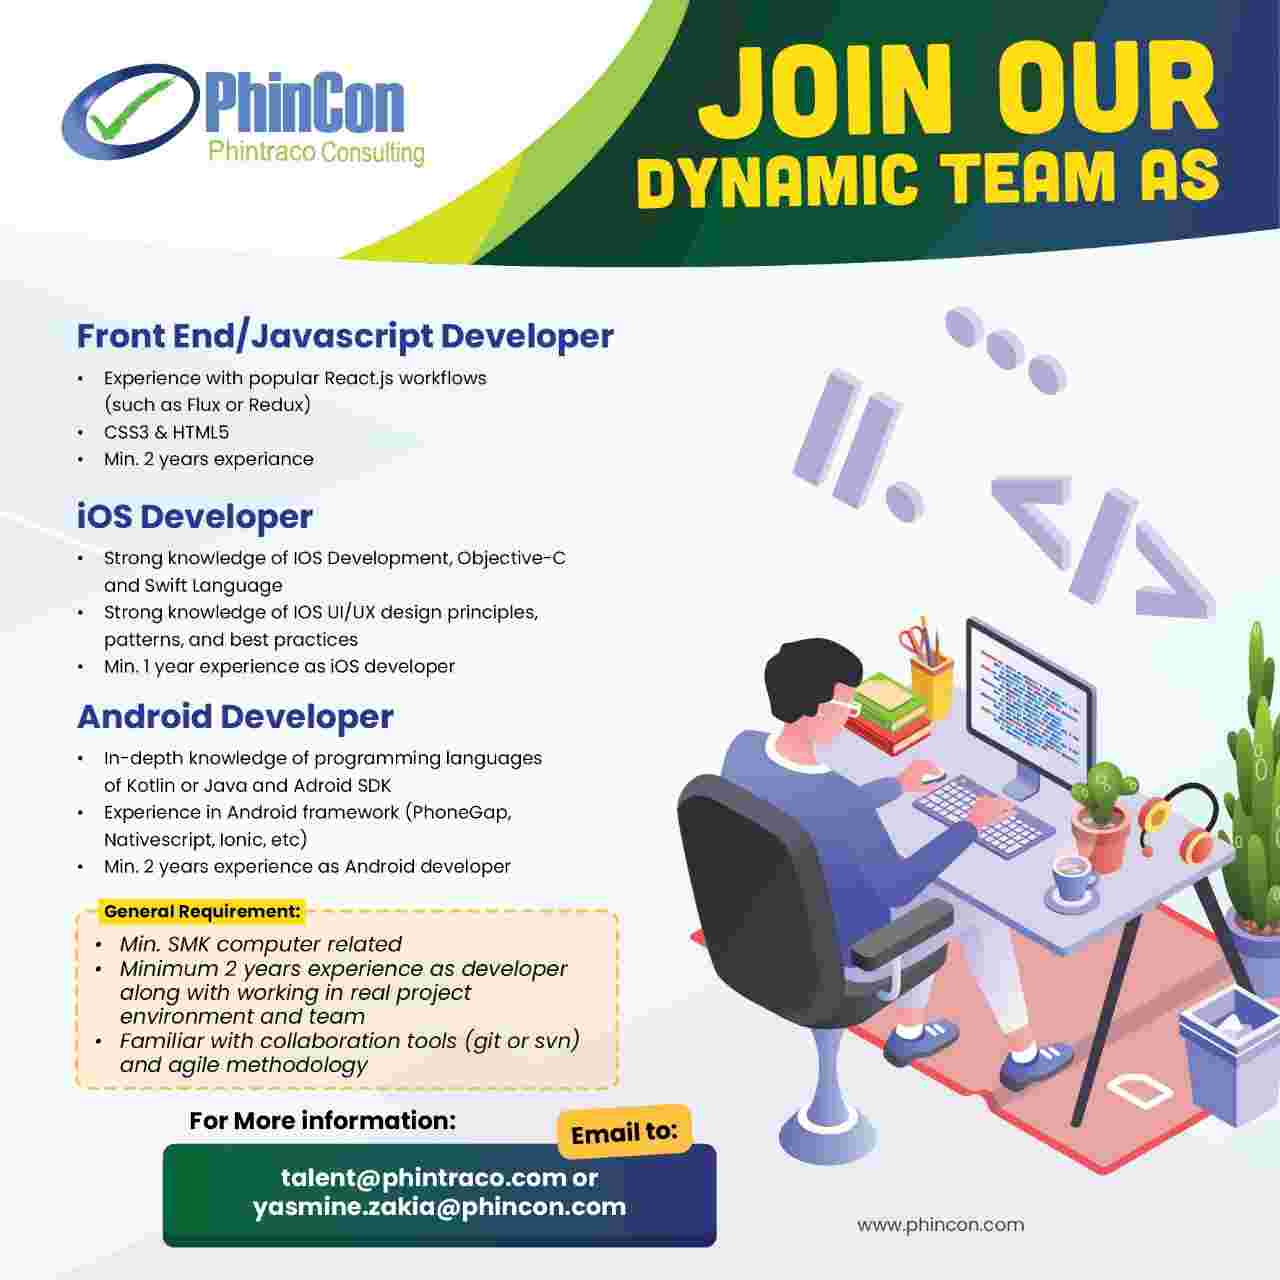 PhinCon
Phintraco Consulting
JOIN OUR
DYNAMIC TEAM AS
Front End/Javascript Developer
• Experience with popular React.js workflows
(such as Flux or Redux)
• CSS3 & HTML5
• Min. 2 years experiance
iOS Developer
• Strong knowledge of IOS Development, Objective-C
and Swift Language
• Strong knowledge of IOS UI/UX design principles,
patterns, and best practices
• Min. 1 year experience as iOS developer
Android Developer
• In-depth knowledge of programming languages
of Kotlin or Java and Adroid SDK
• Experience in Android framework (PhoneGap,
Nativescript, Ionic, etc)
• Min. 2 years experience as Android developer
General Requirement:
• Min. SMK computer related
• Minimum 2 years experience as developer
along with working in real project
environment and team
• Familiar with collaboration tools (git or svn)
and agile methodology
For More information:
Email to:
talent@phintraco.com or
yasmine.zakia@phincon.com
www.phincon.com